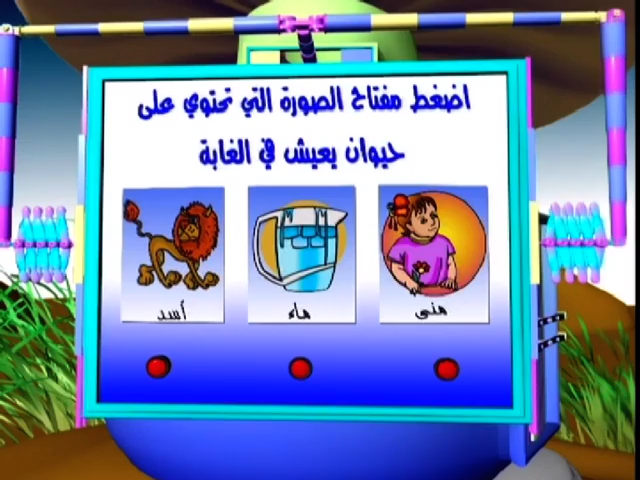 اضغط مفتاح الصورة التي تحتوي على
حيوان يعيش في الغابة
منى
ماء
أسد